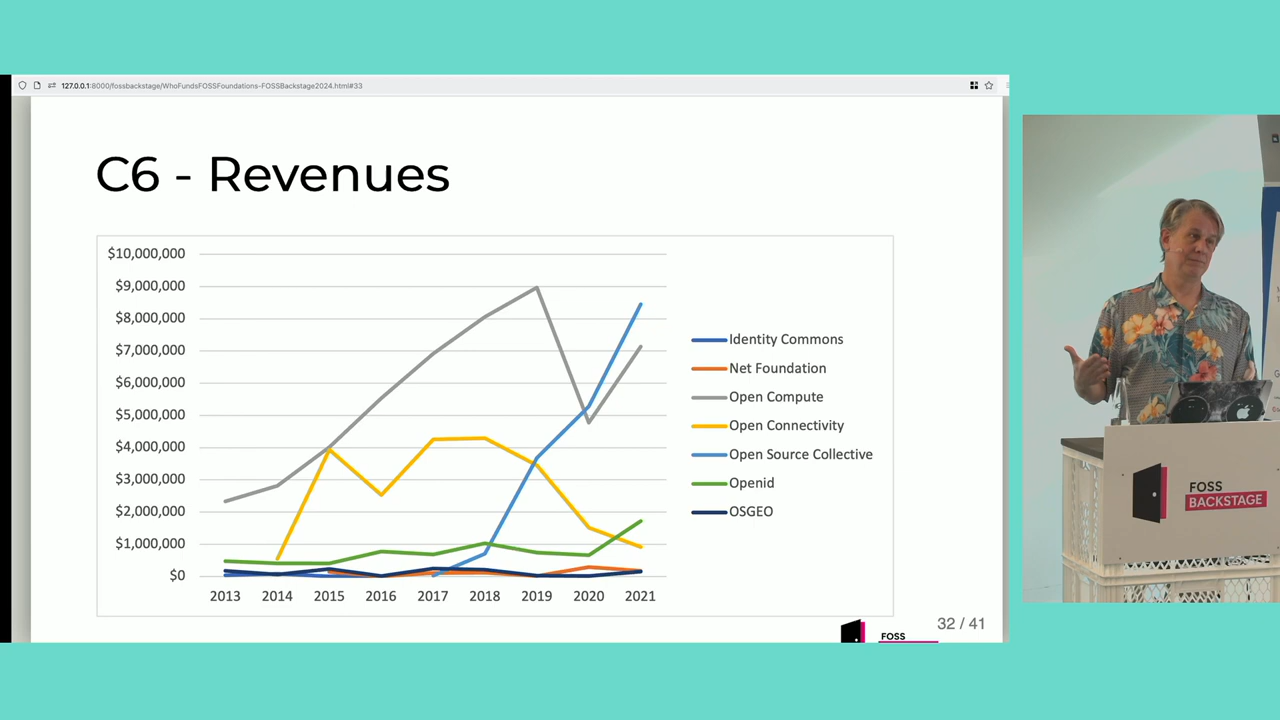 127.0.0.1:8000/fossbackstage/WhoFundsFOSSFoundations-FOSSBackstage2024.html#33
C6 - Revenues
$10,000,000
$9,000,000
$8,000,000
$7,000,000
$6,000,000
$5,000,000
$4,000,000
$3,000,000
$2,000,000
$1,000,000
$0
2013 2014 2015 2016 2017 2018 2019 2020 2021
Identity Commons
Net Foundation
Open Compute
Open Connectivity
Open Source Collective
Openid
OSGEO
32 / 41
FOSS
FOSS
BACKSTAGE